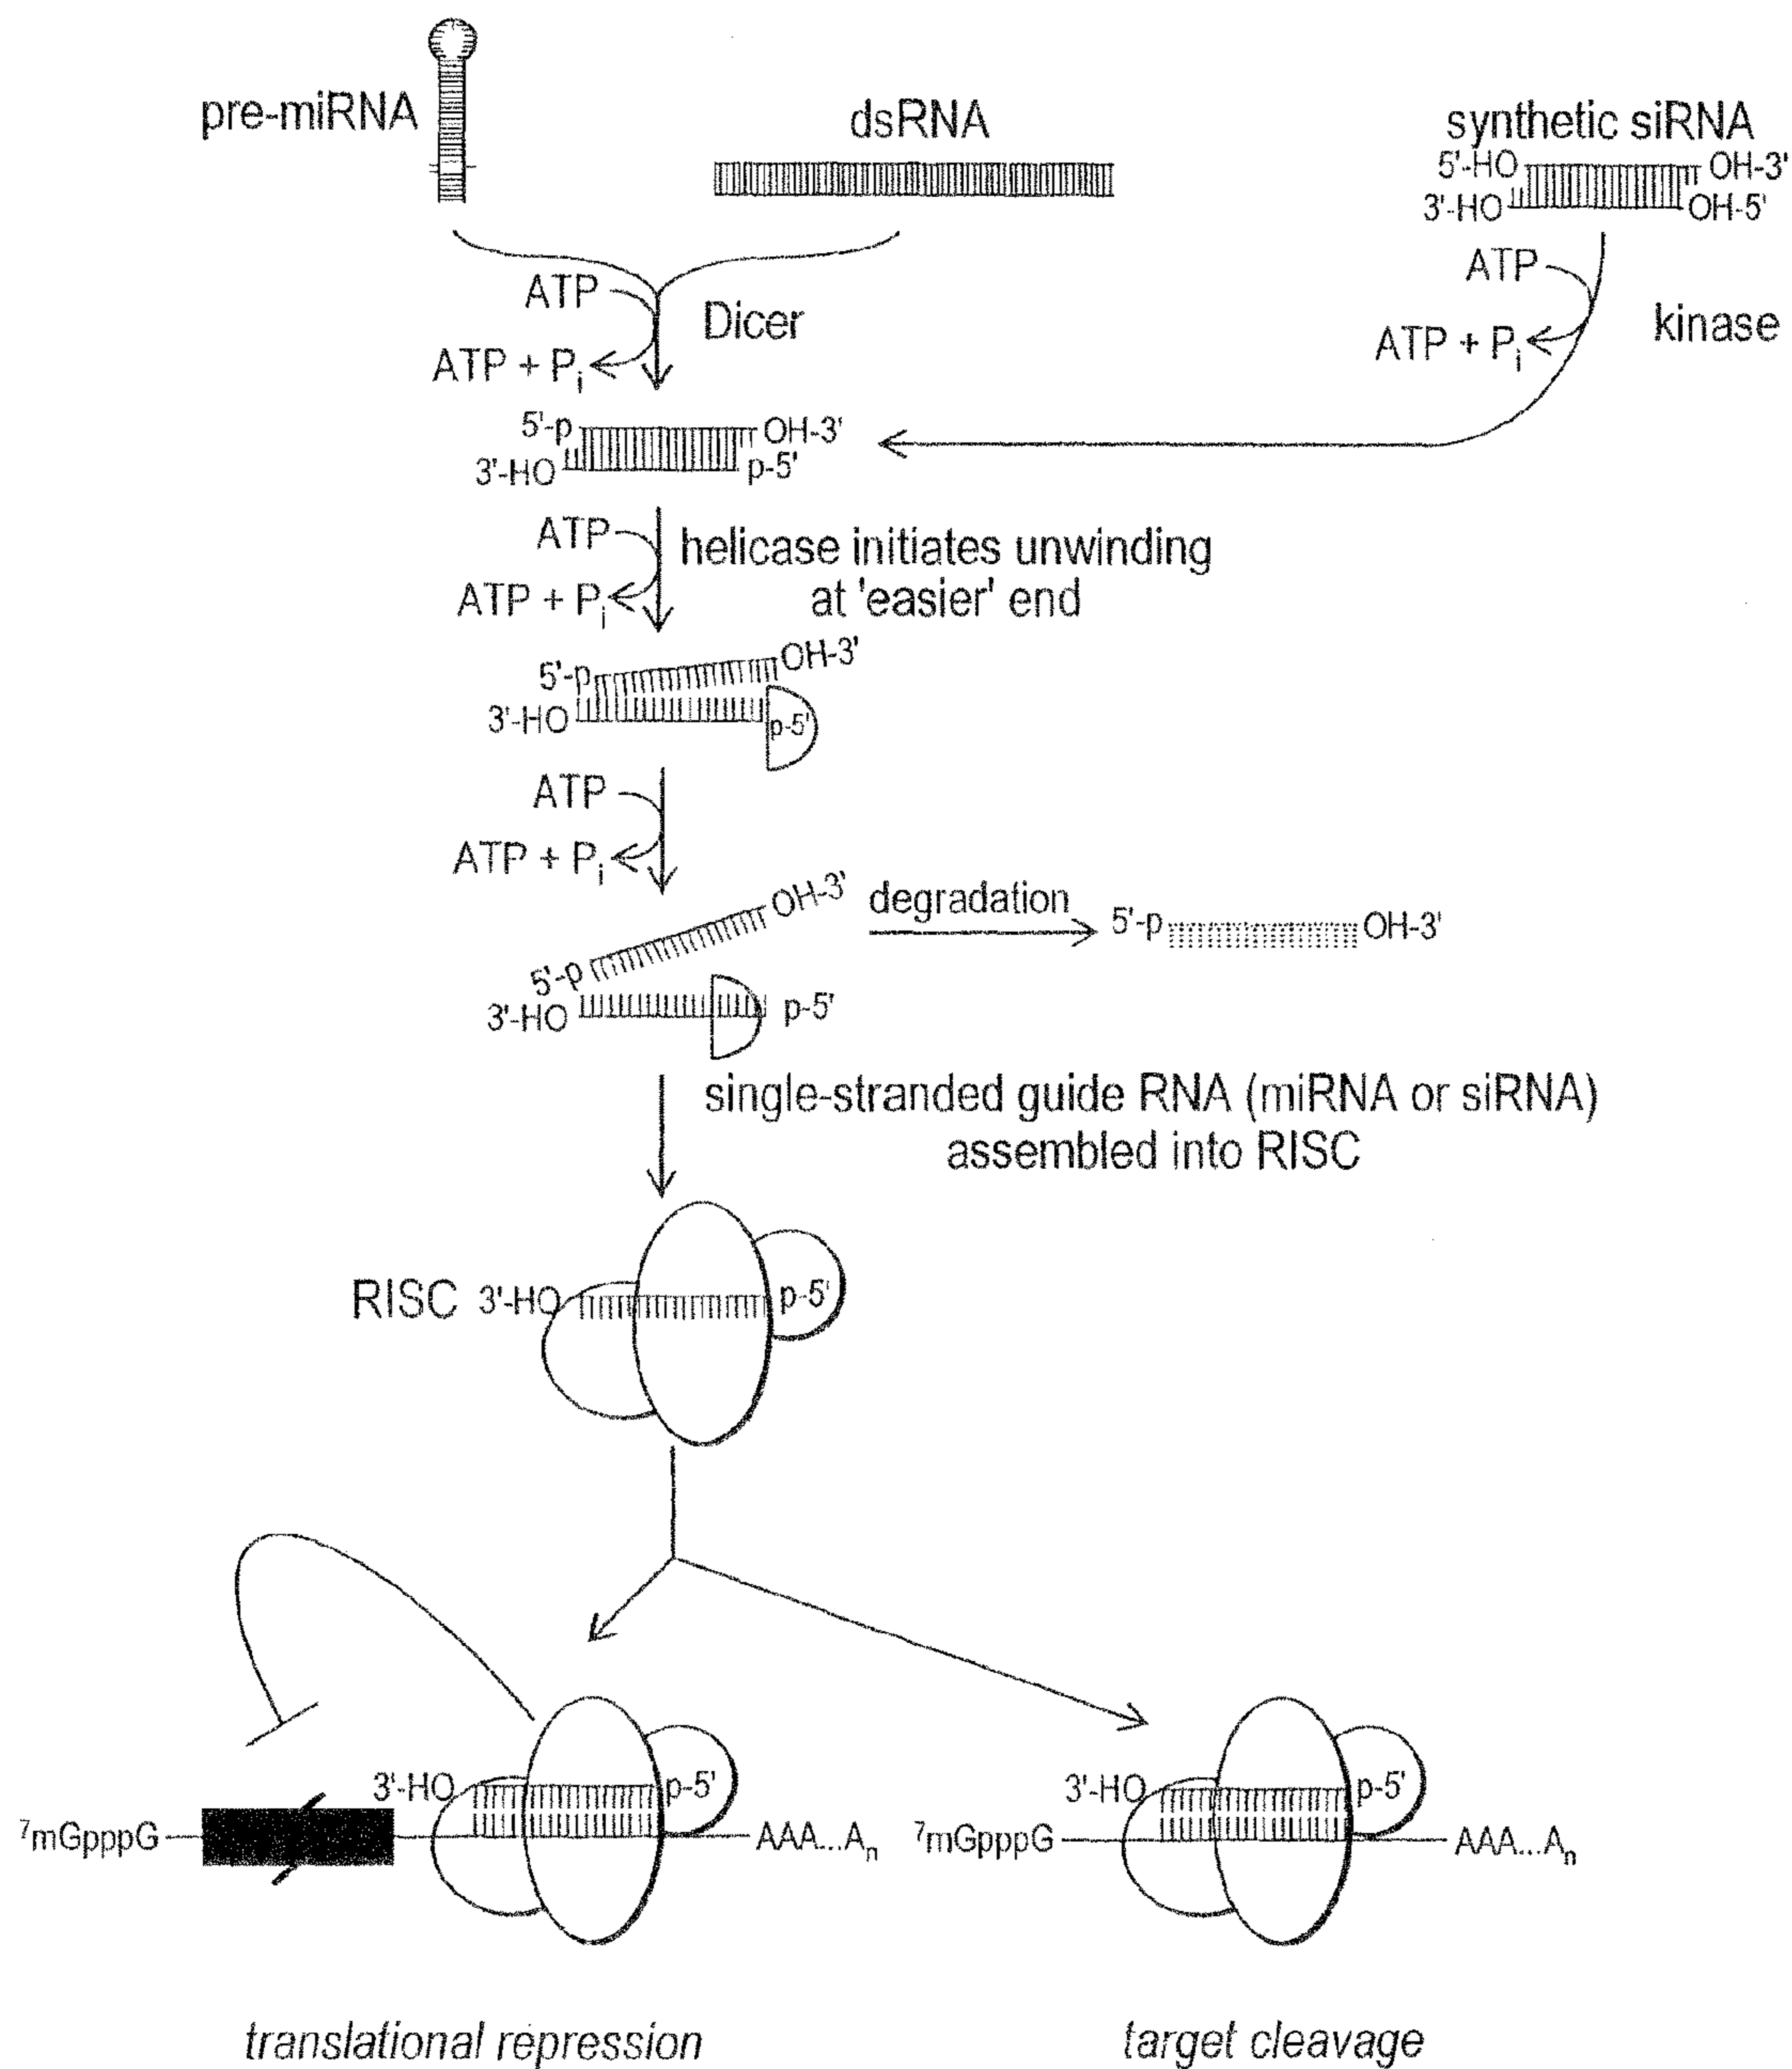 pre-miRNA
dsRNA
synthetic siRNA
5'-HO OH-3'
3'-HO OH-5'
ATP
Dicer
ATP + Pi
ATP
kinase
ATP + Pi
5'-p OH-3'
3'-HO p-5'
ATP
helicase initiates unwinding
at 'easier' end
ATP + Pi
5'-p OH-3'
3'-HO p-5'
ATP
ATP + Pi
OH-3'
degradation
5'-p OH-3'
5'-p
3'-HO p-5'
single-stranded guide RNA (miRNA or siRNA)
assembled into RISC
RISC 3'-HO p-5'
3'-HO p-5'
7mGpppG AAA...An
3'-HO p-5'
7mGpppG AAA...An
translational repression
target cleavage